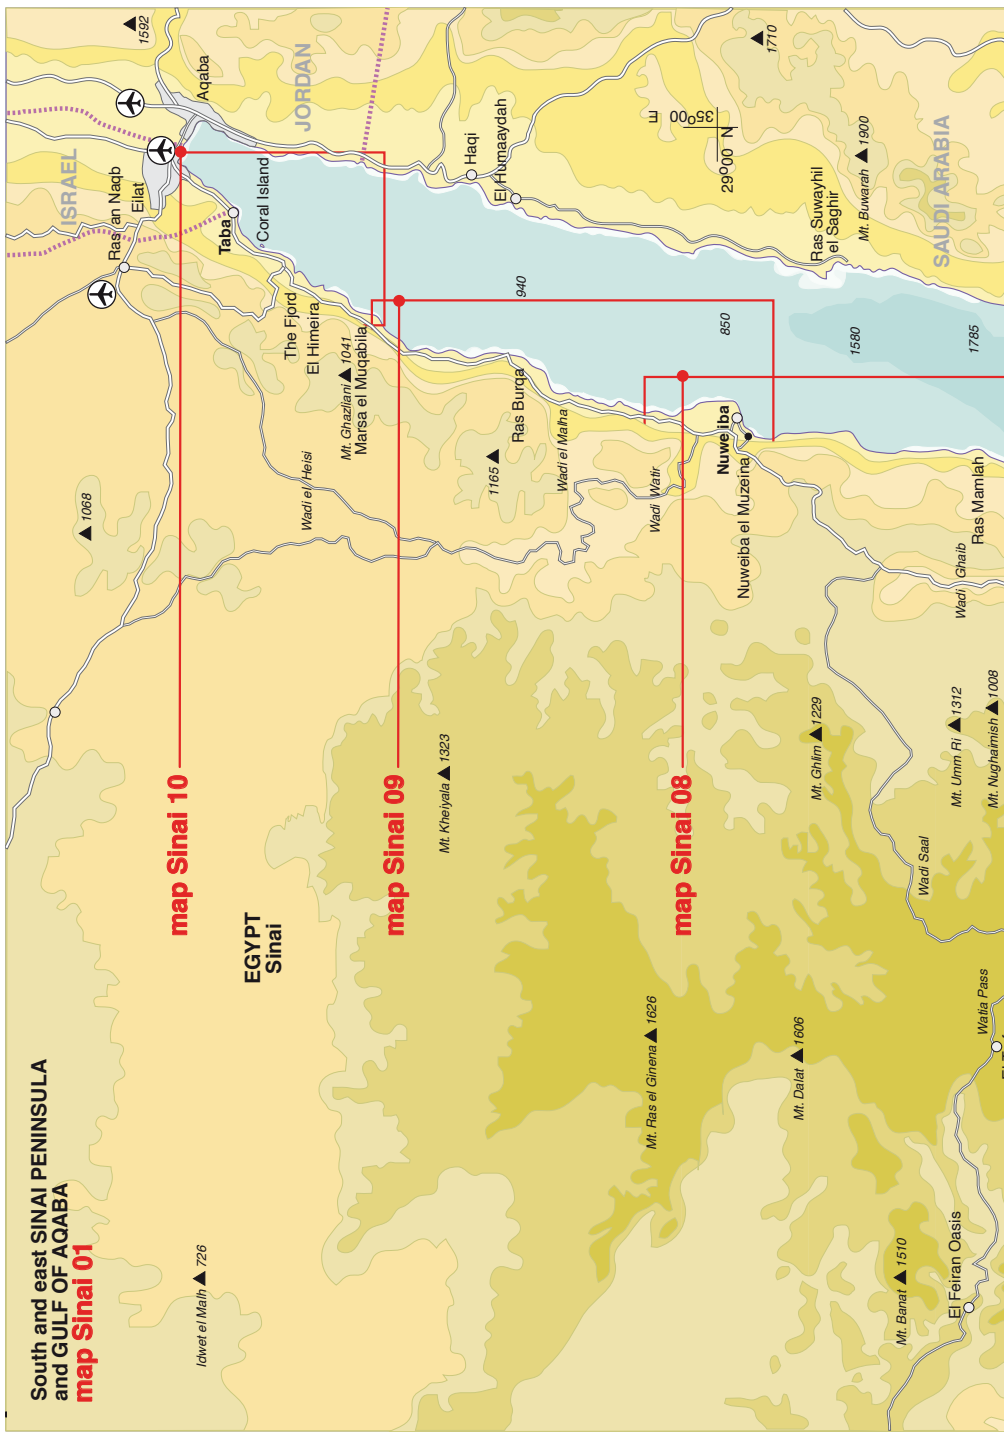 South and east SINAI PENINSULA
and GULF OF AQABA
map Sinai 01
Idwet el Malh 726
EGYPT
Sinai
map Sinai 10
map Sinai 09
map Sinai 08
1068
1592
ISRAEL
Ras an Naqb
Eilat
Aqaba
JORDAN
Taba
Coral Island
The Fjord
El Himeira
Mt. Ghazliani 1041
Marsa el Muqabila
Wadi el Heisi
Haqi
El Humaaydah
1710
35º00 E
29º00 N
Ras Suwayhil
el Saghir
Mt. Buwarah 1900
SAUDI ARABIA
940
850
1580
1785
1165
Ras Burqa
Wadi el Malha
Wadi Watir
Nuweiba
Nuweiba el Muzeina
Ras Mamlah
Wadi Ghaib
Mt. Kheiyala 1323
Mt. Ghlim 1229
Mt. Umm Ri 1312
Mt. Nughaimish 1008
Wadi Saal
Mt. Ras el Ginena 1626
Mt. Dalat 1606
Watia Pass
Mt. Banat 1510
El Feiran Oasis